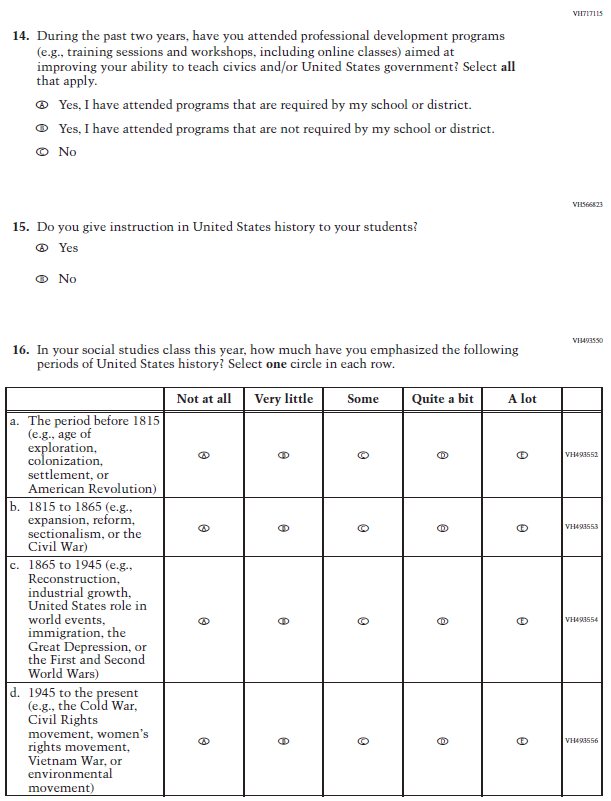 VH717115
14. During the past two years, have you attended professional development programs
(e.g., training sessions and workshops, including online classes) aimed at
improving your ability to teach civics and/or United States government? Select all
that apply.
A Yes, I have attended programs that are required by my school or district.
B Yes, I have attended programs that are not required by my school or district.
C No
VH566823
15. Do you give instruction in United States history to your students?
A Yes
B No
VH493550
16. In your social studies class this year, how much have you emphasized the following
periods of United States history? Select one circle in each row.
Not at all Very little Some Quite a bit A lot
a. The period before 1815
(e.g., age of
exploration,
colonization,
settlement, or
American Revolution)
A B C D E VH493552
b. 1815 to 1865 (e.g.,
expansion, reform,
sectionalism, or the
Civil War)
A B C D E VH493553
c. 1865 to 1945 (e.g.,
Reconstruction,
industrial growth,
United States role in
world events,
immigration, the
Great Depression, or
the First and Second
World Wars)
A B C D E VH493554
d. 1945 to the present
(e.g., the Cold War,
Civil Rights
movement, women's
rights movement,
Vietnam War, or
environmental
movement)
A B C D E VH493556